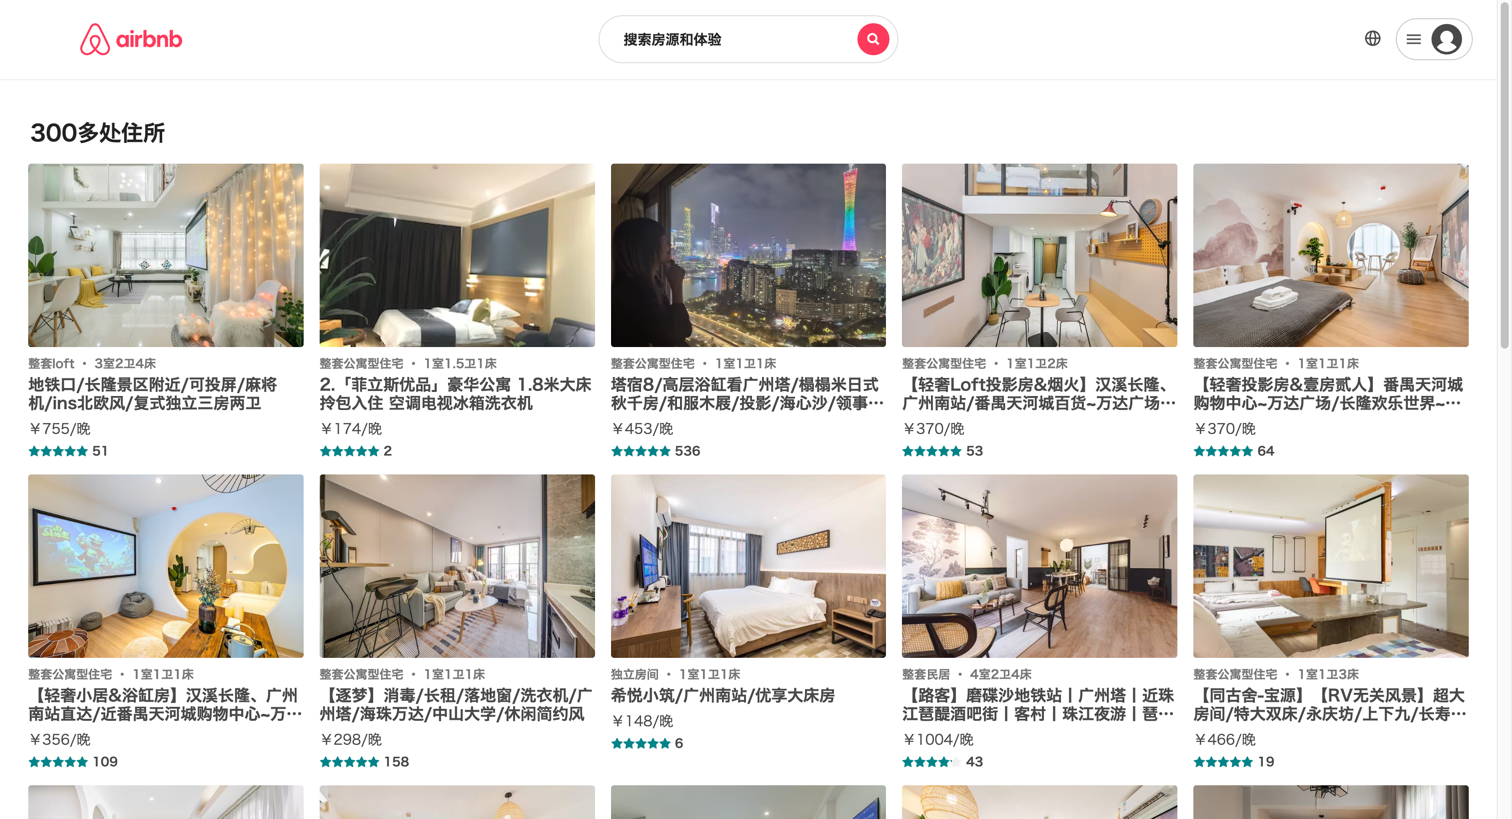 airbnb
搜索房源和体验
300多处住所
整套loft · 3室2卫4床
地铁口/长隆景区附近/可投屏/麻将
机/ins北欧风/复式独立三房两卫
￥755/晚
51
整套公寓型住宅 · 1室1.5卫1床
2.「菲立斯优品」豪华公寓 1.8米大床
拎包入住 空调电视冰箱洗衣机
￥174/晚
2
整套公寓型住宅 · 1室1卫1床
塔宿8/高层浴缸看广州塔/榻榻米日式
秋千房/和服木屐/投影/海心沙/领事…
￥453/晚
536
整套公寓型住宅 · 1室1卫2床
【轻奢Loft投影房&烟火】汉溪长隆、
广州南站/番禺天河城百货~万达广场…
￥370/晚
53
整套公寓型住宅 · 1室1卫1床
【轻奢投影房&壹房贰人】番禺天河城
购物中心~万达广场/长隆欢乐世界~…
￥370/晚
64
整套公寓型住宅 · 1室1卫1床
【轻奢小居&浴缸房】汉溪长隆、广州
南站直达/近番禺天河城购物中心~万…
￥356/晚
109
整套公寓型住宅 · 1室1卫1床
【逐梦】消毒/长租/落地窗/洗衣机/广
州塔/海珠万达/中山大学/休闲简约风
￥298/晚
158
独立房间 · 1室1卫1床
希悦小筑/广州南站/优享大床房
￥148/晚
6
整套民居 · 4室2卫4床
【路客】磨碟沙地铁站丨广州塔丨近珠
江琶醍酒吧街丨客村丨珠江夜游丨琶…
￥1004/晚
43
整套公寓型住宅 · 1室1卫3床
【同古舍-宝源】【RV无关风景】超大
房间/特大双床/永庆坊/上下九/长寿…
￥466/晚
19